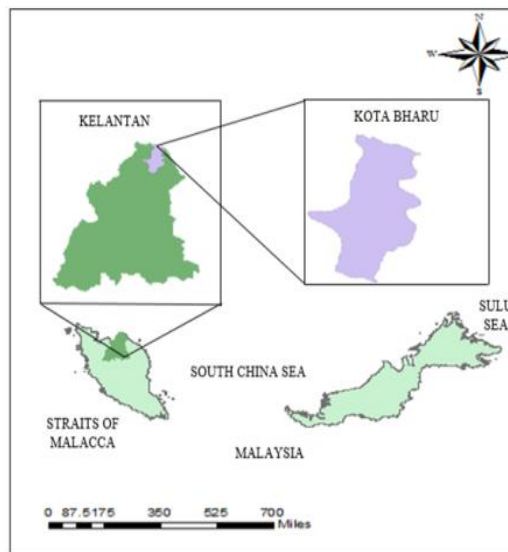 N
W
E
S
KELANTAN
KOTA BHARU
SULU
SEA
SOUTH CHINA SEA
STRAITS OF
MALACCA
MALAYSIA
0 87.5175 350 525 700
Miles